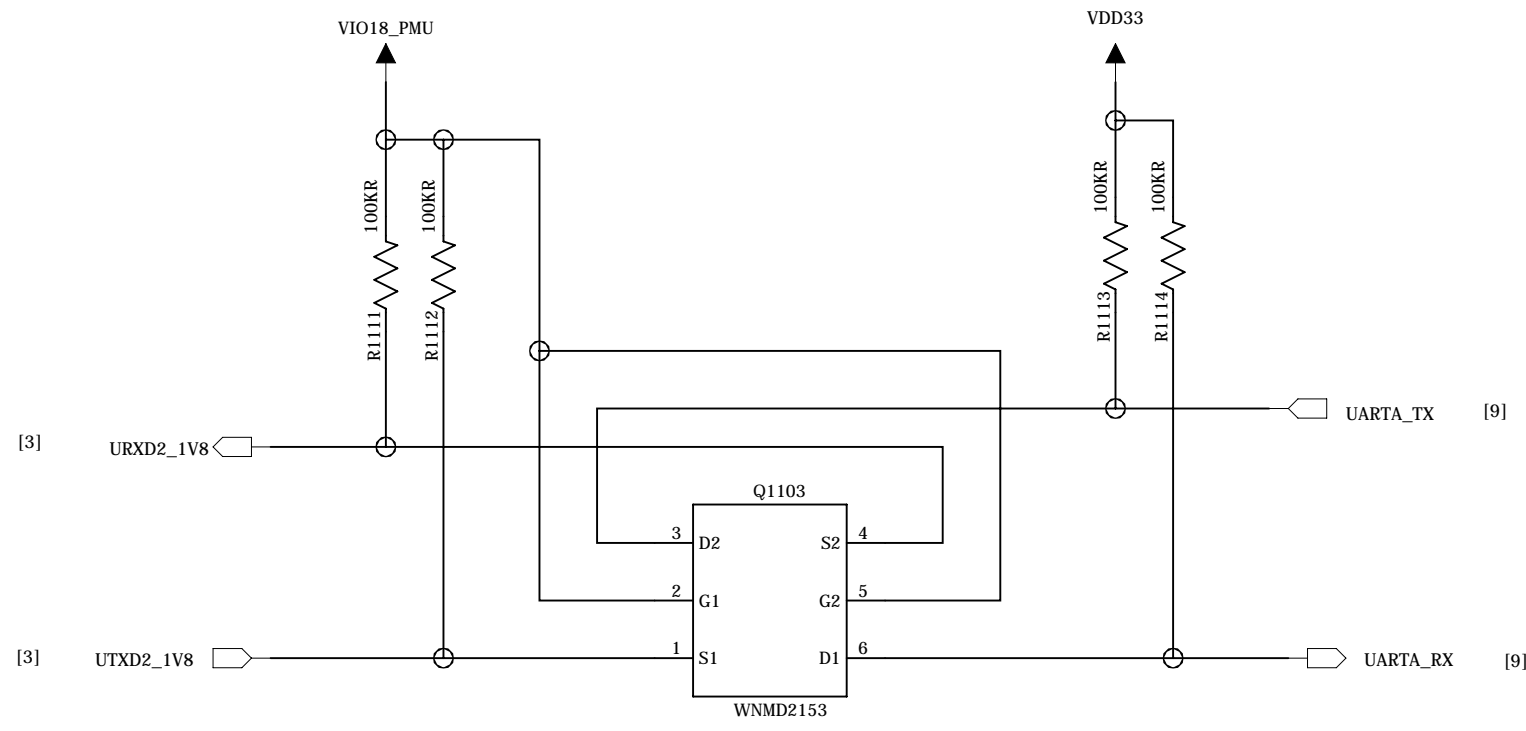 VIO18_PMU
VDD33
100KR
100KR
100KR
100KR
R1111
R1112
R1113
R1114
UARTA_TX [9]
[3] URXD2_1V8
Q1103
3 D2 S2 4
2 G1 G2 5
[3] UTXD2_1V8 1 S1 D1 6 UARTA_RX [9]
WNMD2153